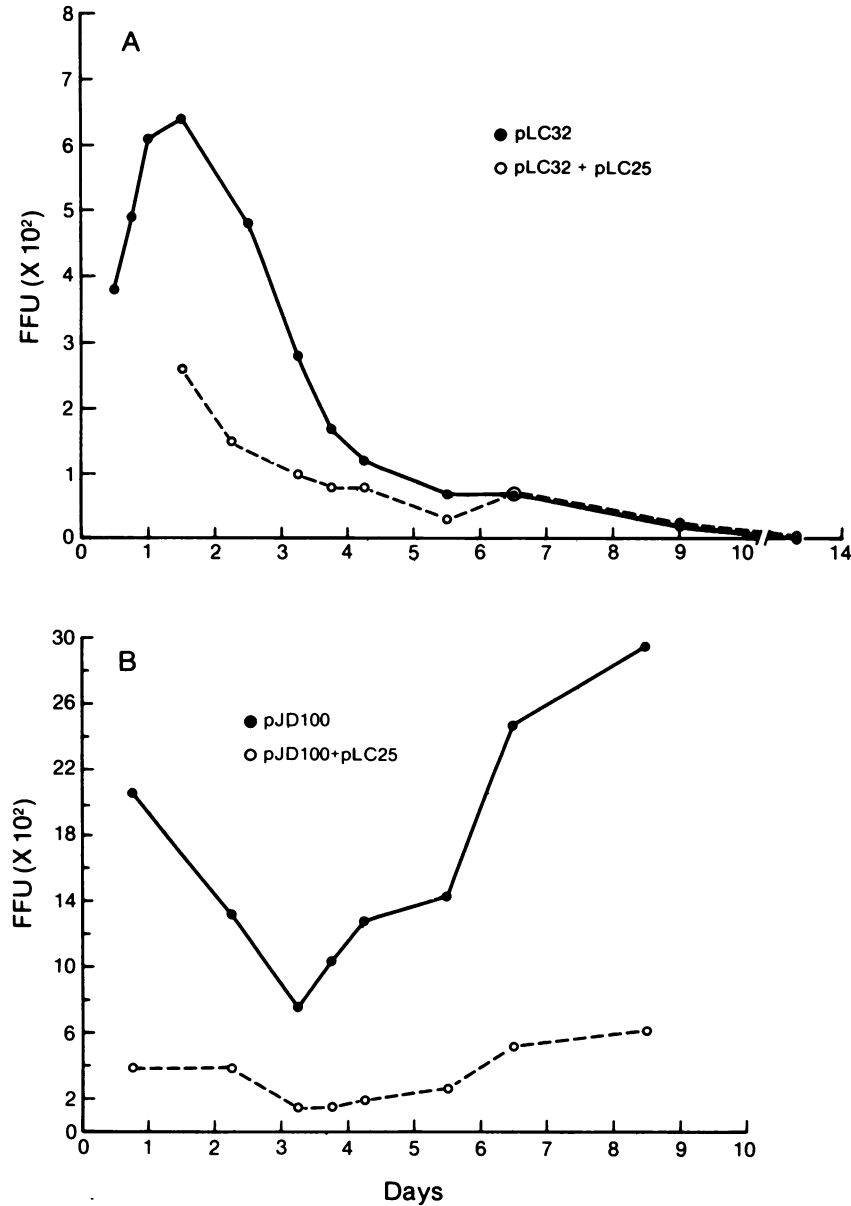 8
A
7
6
5
4
3
2
1
0
FFU (X 10²)
● pLC32
○ pLC32 + pLC25
0 1 2 3 4 5 6 7 8 9 10 14
30
B
26
22
18
14
10
6
2
0
FFU (X 10²)
● pJD100
○ pJD100+pLC25
0 1 2 3 4 5 6 7 8 9 10
Days